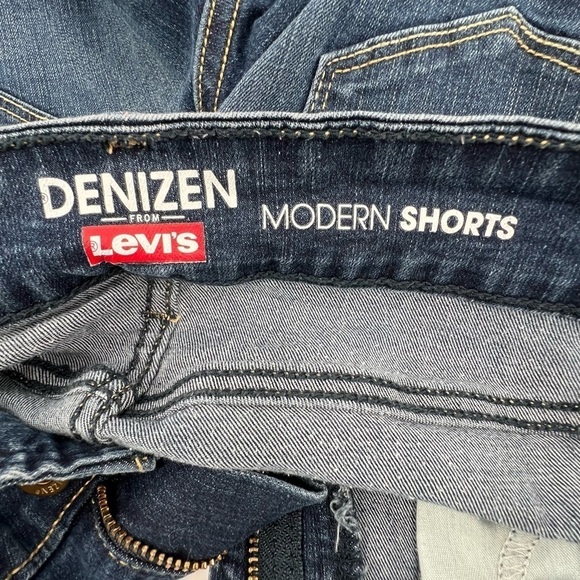 DENIZEN
FROM
Levi's
MODERN SHORTS